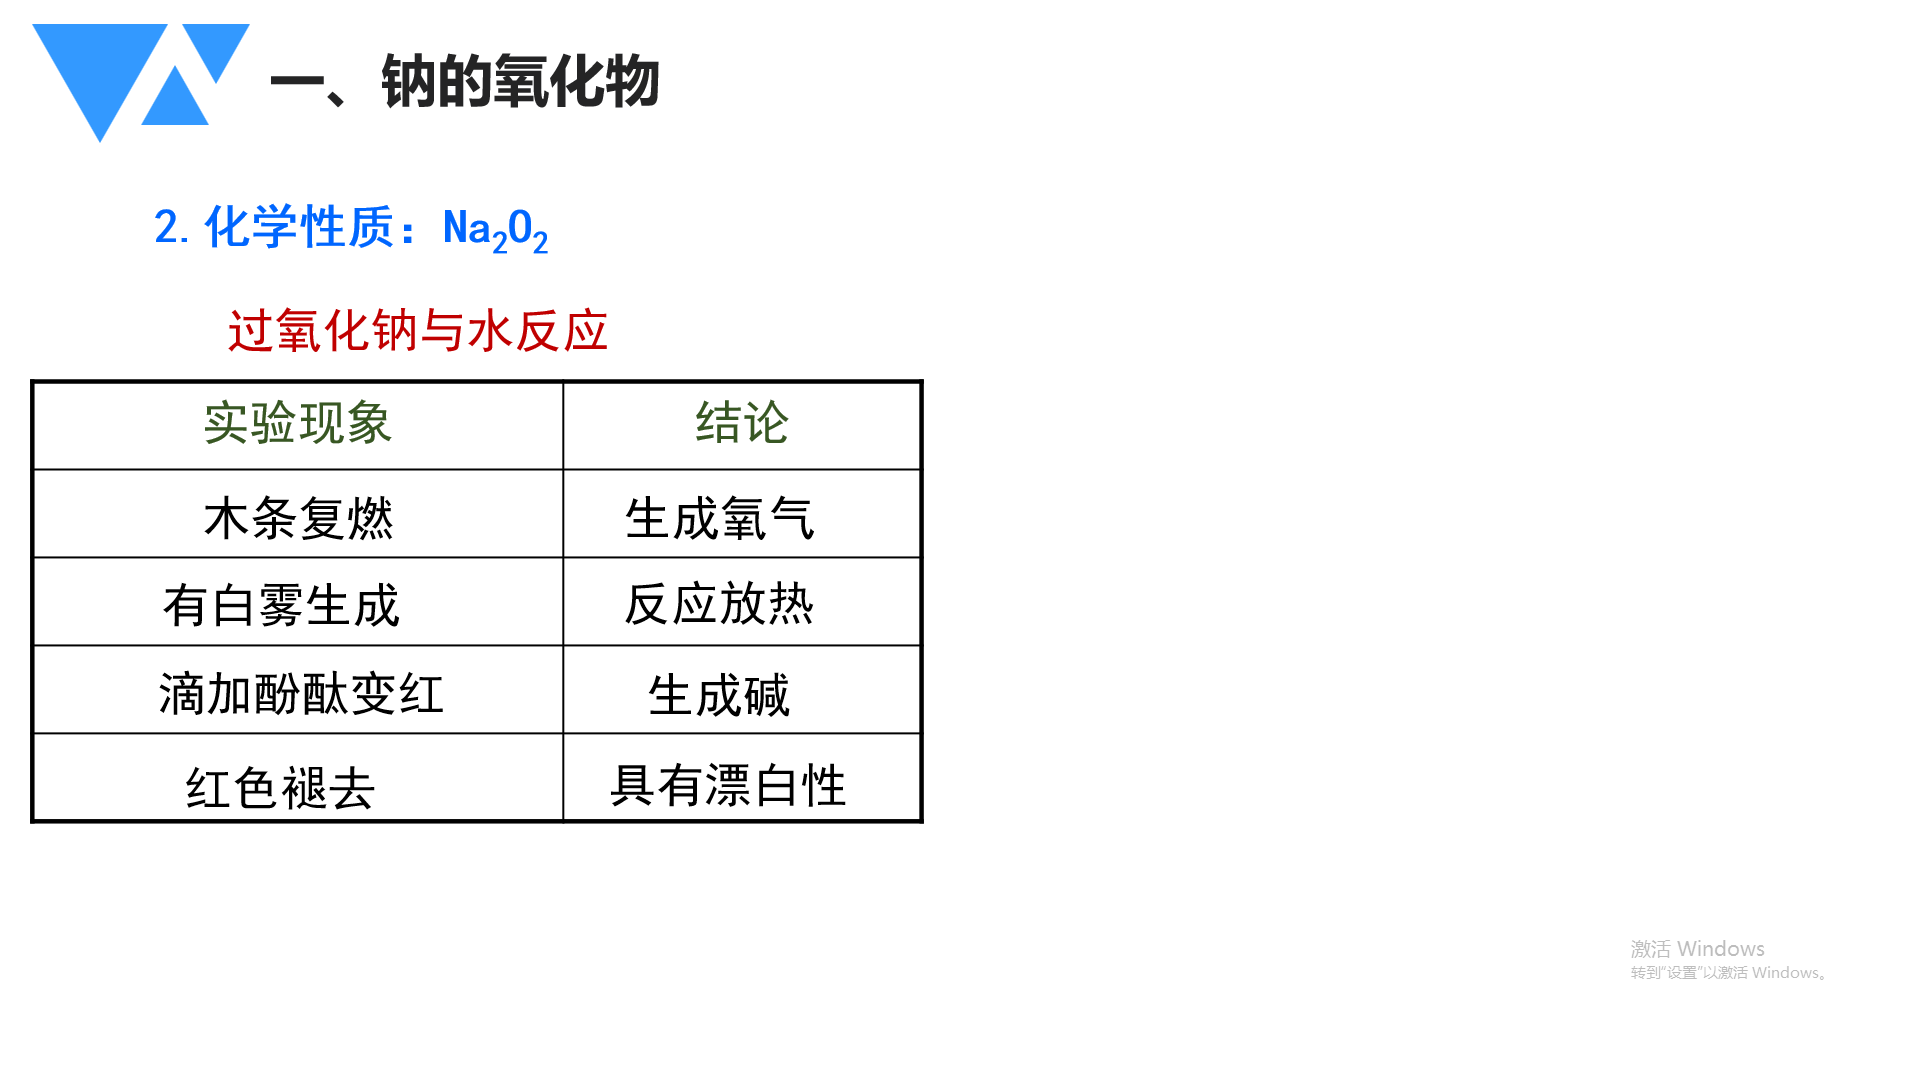 一、钠的氧化物
2.化学性质：Na₂O₂
过氧化钠与水反应
实验现象 结论
木条复燃 生成氧气
有白雾生成 反应放热
滴加酚酞变红 生成碱
红色褪去 具有漂白性
激活 Windows
转到“设置”以激活 Windows。